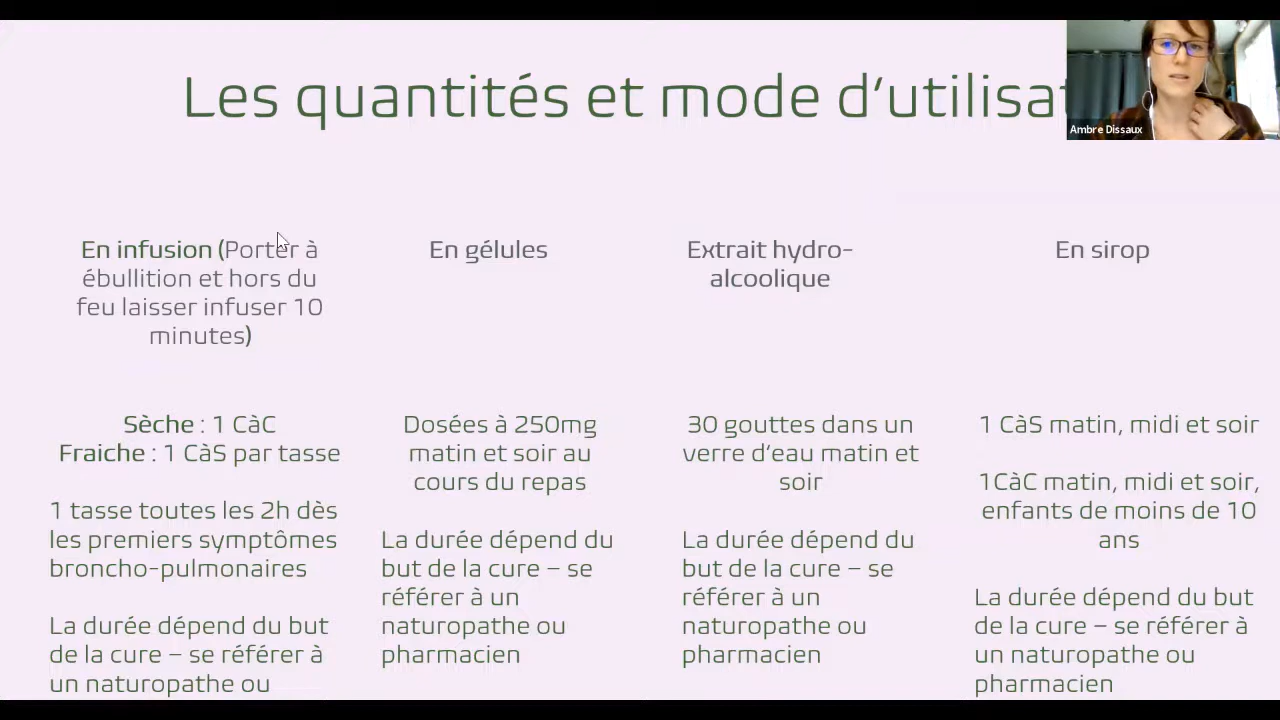 Les quantités et mode d'utilisat
Ambre Dissaux
En infusion (Porter à
ébullition et hors du
feu laisser infuser 10
minutes)
En gélules
Extrait hydro-
alcoolique
En sirop
Sèche : 1 CàC
Fraiche : 1 CàS par tasse
1 tasse toutes les 2h dès
les premiers symptômes
broncho-pulmonaires
La durée dépend du but
de la cure – se référer à
un naturopathe ou
Dosées à 250mg
matin et soir au
cours du repas
La durée dépend du
but de la cure – se
référer à un
naturopathe ou
pharmacien
30 gouttes dans un
verre d'eau matin et
soir
La durée dépend du
but de la cure – se
référer à un
naturopathe ou
pharmacien
1 CàS matin, midi et soir
1CàC matin, midi et soir,
enfants de moins de 10
ans
La durée dépend du but
de la cure – se référer à
un naturopathe ou
pharmacien